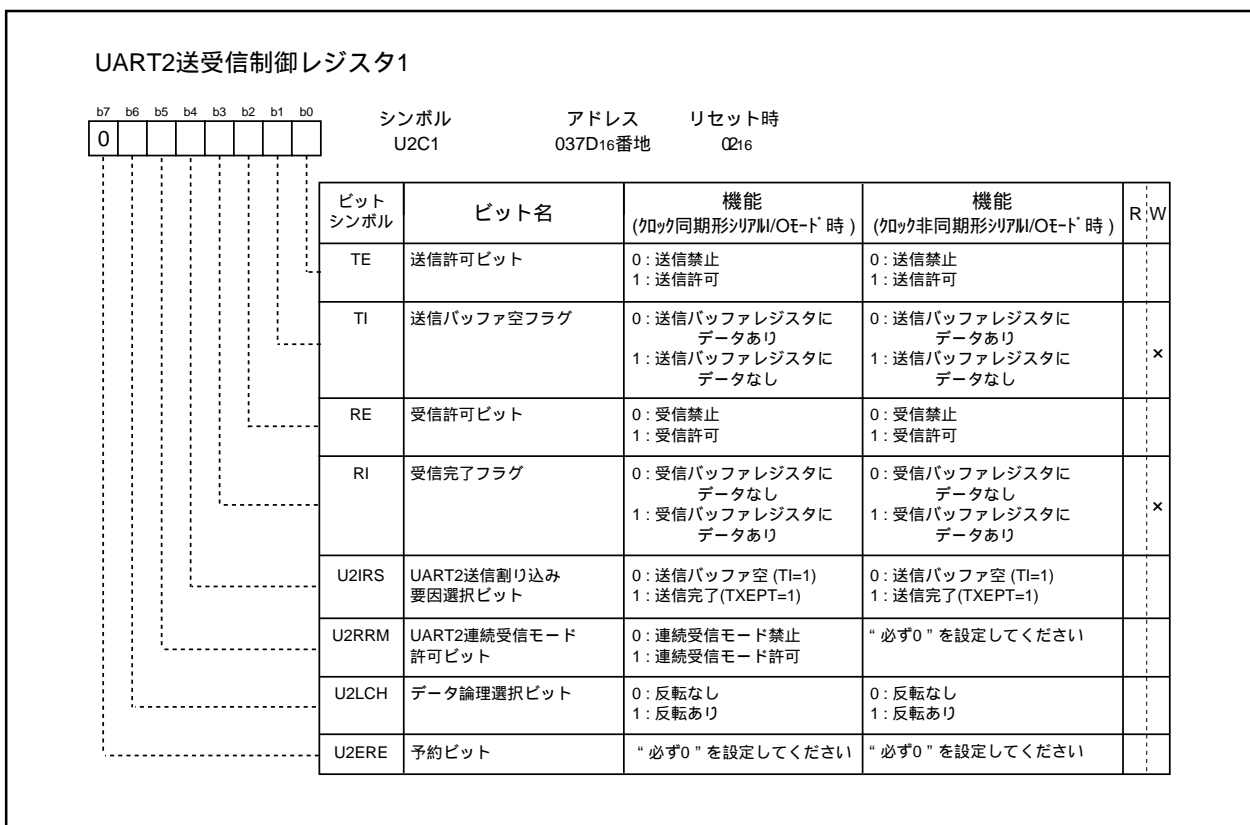 UART2送受信制御レジスタ1
b7 b6 b5 b4 b3 b2 b1 b0
0
シンボル アドレス リセット時
U2C1 037D16番地 0216
ビット
シンボル
ビット名
機能
(ｸﾛｯｸ同期形ｼﾘｱﾙI/Oﾓｰﾄﾞ時)
機能
(ｸﾛｯｸ非同期形ｼﾘｱﾙI/Oﾓｰﾄﾞ時)
R W
TE 送信許可ビット
0 : 送信禁止
1 : 送信許可
0 : 送信禁止
1 : 送信許可
TI 送信バッファ空フラグ
0 : 送信バッファレジスタに
データあり
1 : 送信バッファレジスタに
データなし
0 : 送信バッファレジスタに
データあり
1 : 送信バッファレジスタに
データなし
×
RE 受信許可ビット
0 : 受信禁止
1 : 受信許可
0 : 受信禁止
1 : 受信許可
RI 受信完了フラグ
0 : 受信バッファレジスタに
データなし
1 : 受信バッファレジスタに
データあり
0 : 受信バッファレジスタに
データなし
1 : 受信バッファレジスタに
データあり
×
U2IRS UART2送信割り込み
要因選択ビット
0 : 送信バッファ空 (TI=1)
1 : 送信完了(TXEPT=1)
0 : 送信バッファ空 (TI=1)
1 : 送信完了(TXEPT=1)
U2RRM UART2連続受信モード
許可ビット
0 : 連続受信モード禁止
1 : 連続受信モード許可
“ 必ず0 ” を設定してください
U2LCH データ論理選択ビット
0 : 反転なし
1 : 反転あり
0 : 反転なし
1 : 反転あり
U2ERE 予約ビット
“ 必ず0 ” を設定してください
“ 必ず0 ” を設定してください